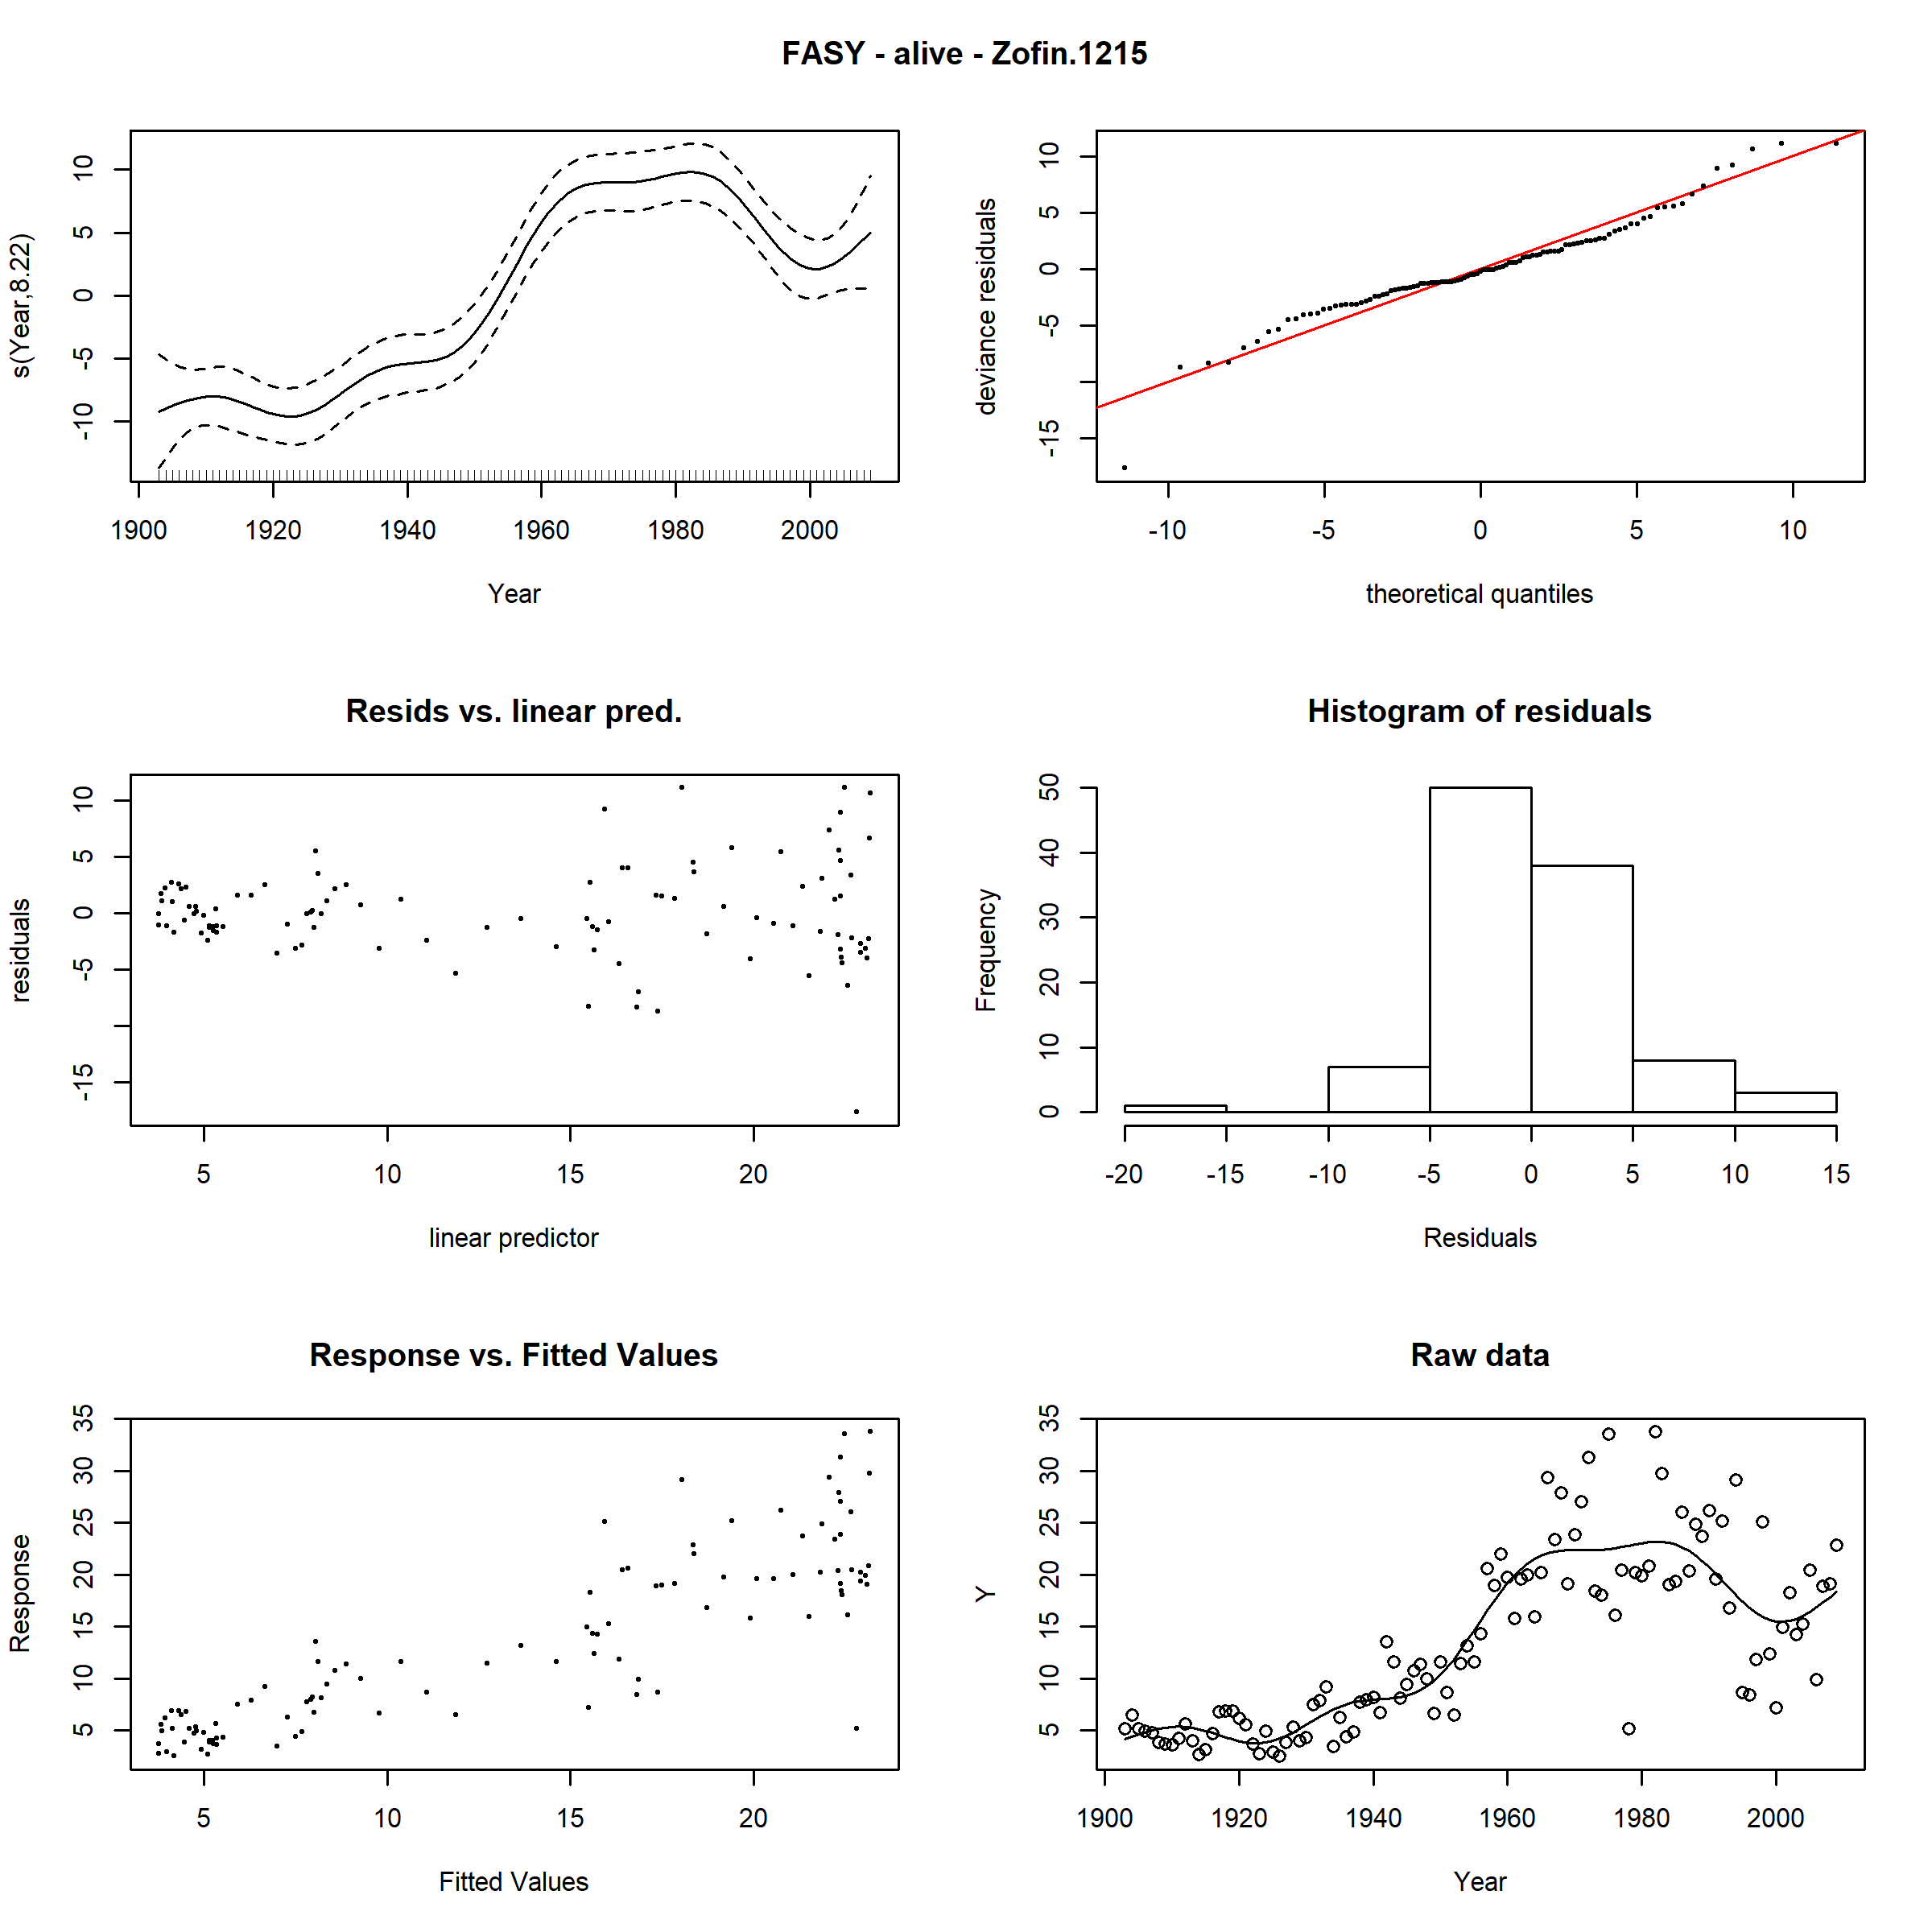 FASY - alive - Zofin.1215
s(Year,8.22)
10
5
0
-5
-10
1900 1920 1940 1960 1980 2000
Year
deviance residuals
10
5
0
-5
-15
-10 -5 0 5 10
theoretical quantiles
Resids vs. linear pred.
residuals
10
5
0
-5
-15
5 10 15 20
linear predictor
Histogram of residuals
Frequency
50
40
30
20
10
0
-20 -15 -10 -5 0 5 10 15
Residuals
Response vs. Fitted Values
Response
35
30
25
20
15
10
5
5 10 15 20
Fitted Values
Raw data
Y
35
30
25
20
15
10
5
1900 1920 1940 1960 1980 2000
Year